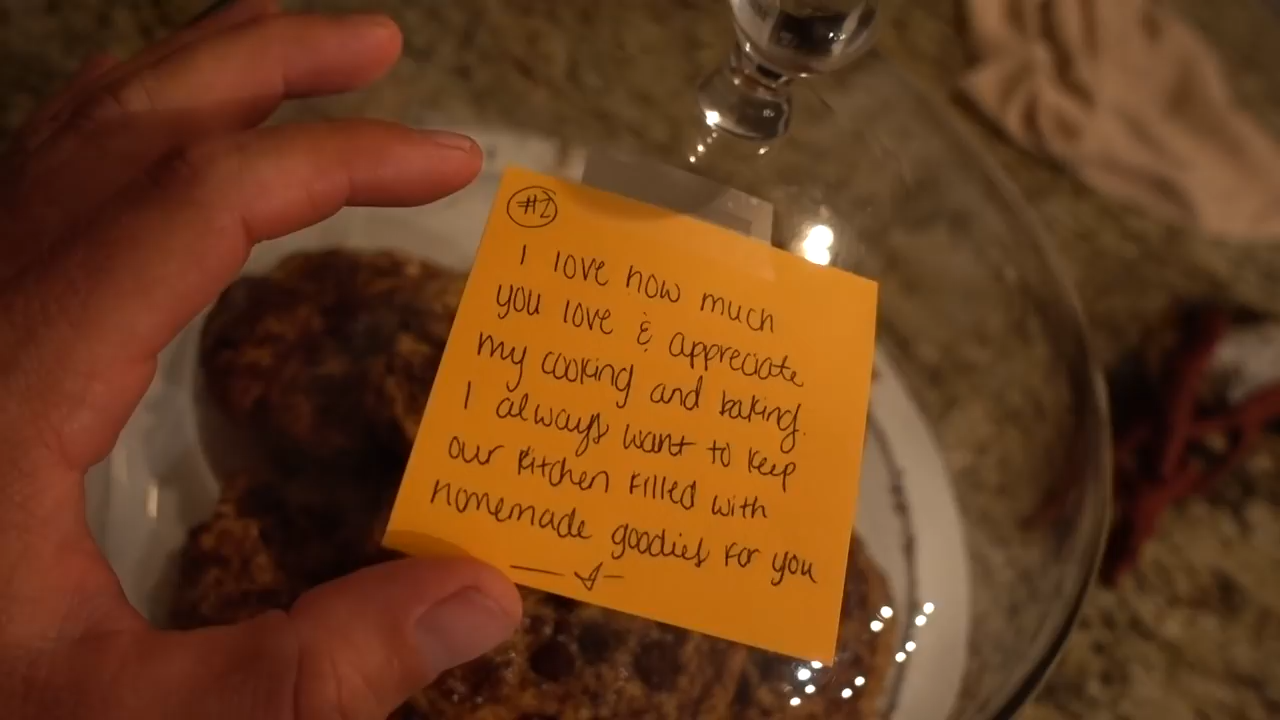 #2
I love how much
you love & appreciate
my cooking and baking.
I always want to keep
our kitchen filled with
homemade goodies for you